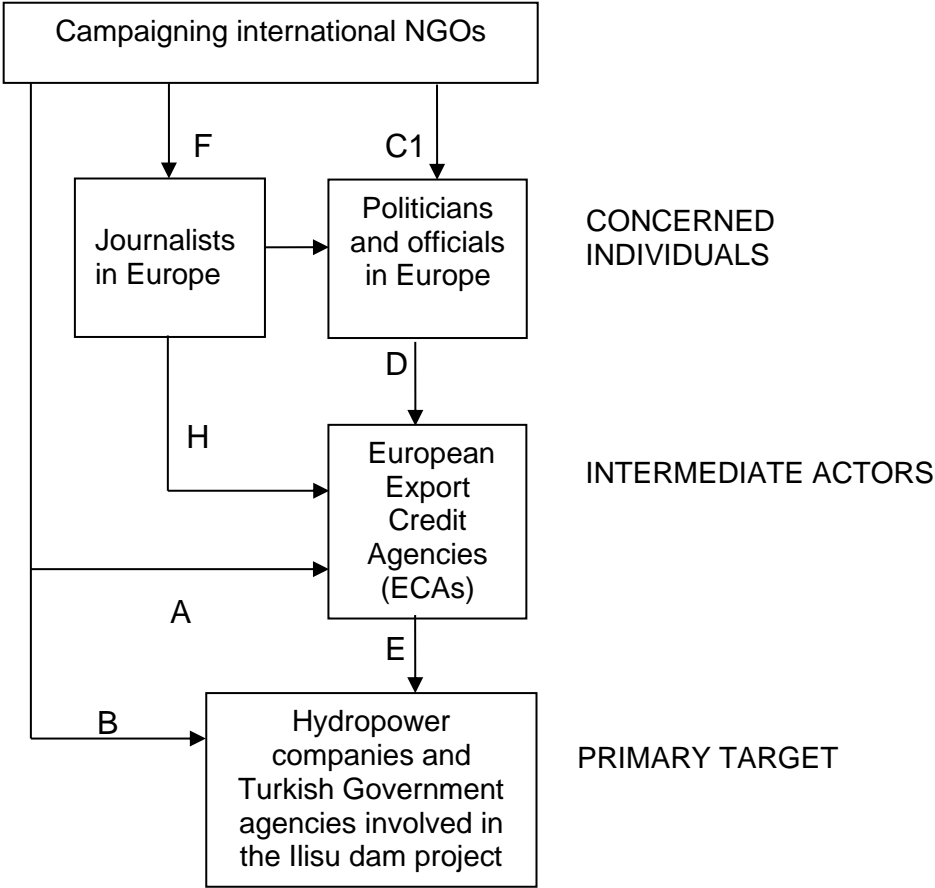 Campaigning international NGOs
F
C1
Journalists
in Europe
Politicians
and officials
in Europe
CONCERNED
INDIVIDUALS
D
H
European
Export
Credit
Agencies
(ECAs)
INTERMEDIATE ACTORS
A
E
B
Hydropower
companies and
Turkish Government
agencies involved in
the Ilisu dam project
PRIMARY TARGET